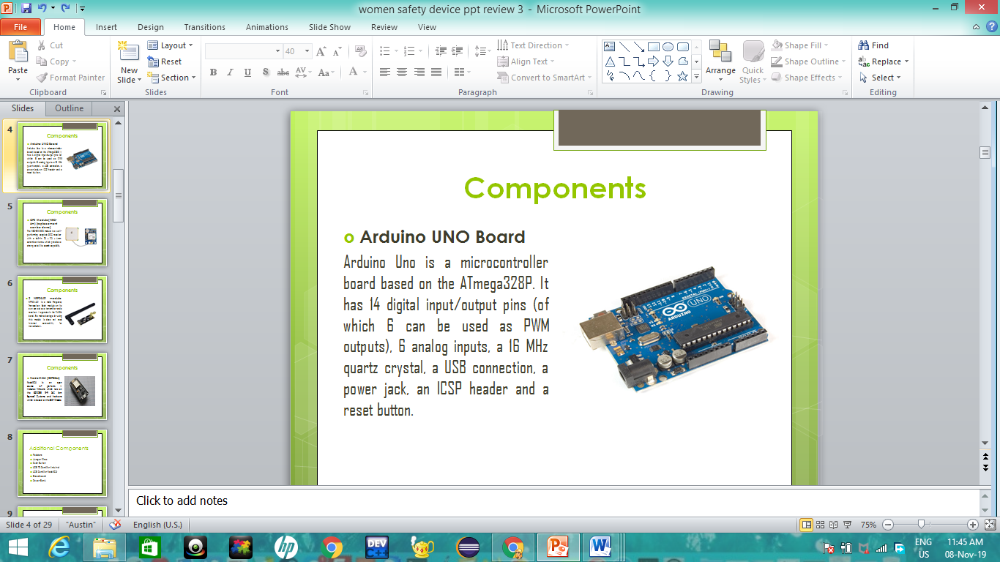 women safety device ppt review 3 - Microsoft PowerPoint
File Home Insert Design Transitions Animations Slide Show Review View
Paste
Cut
Copy
Format Painter
Clipboard
New Slide
Layout
Reset
Section
Slides
40
Font
Text Direction
Align Text
Convert to SmartArt
Paragraph
Arrange
Quick Styles
Shape Fill
Shape Outline
Shape Effects
Drawing
Find
Replace
Select
Editing
Slides Outline
4
Components
Arduino UNO Board
5
Components
6
Components
7
Components
8
Additional Components
9
Components
Arduino UNO Board
Arduino Uno is a microcontroller
board based on the ATmega328P. It
has 14 digital input/output pins (of
which 6 can be used as PWM
outputs), 6 analog inputs, a 16 MHz
quartz crystal, a USB connection, a
power jack, an ICSP header and a
reset button.
UNO
ARDUINO
Click to add notes
Slide 4 of 29 "Austin" English (U.S.) 75%
hp
DEV C++
ENG 11:45 AM
US 08-Nov-19